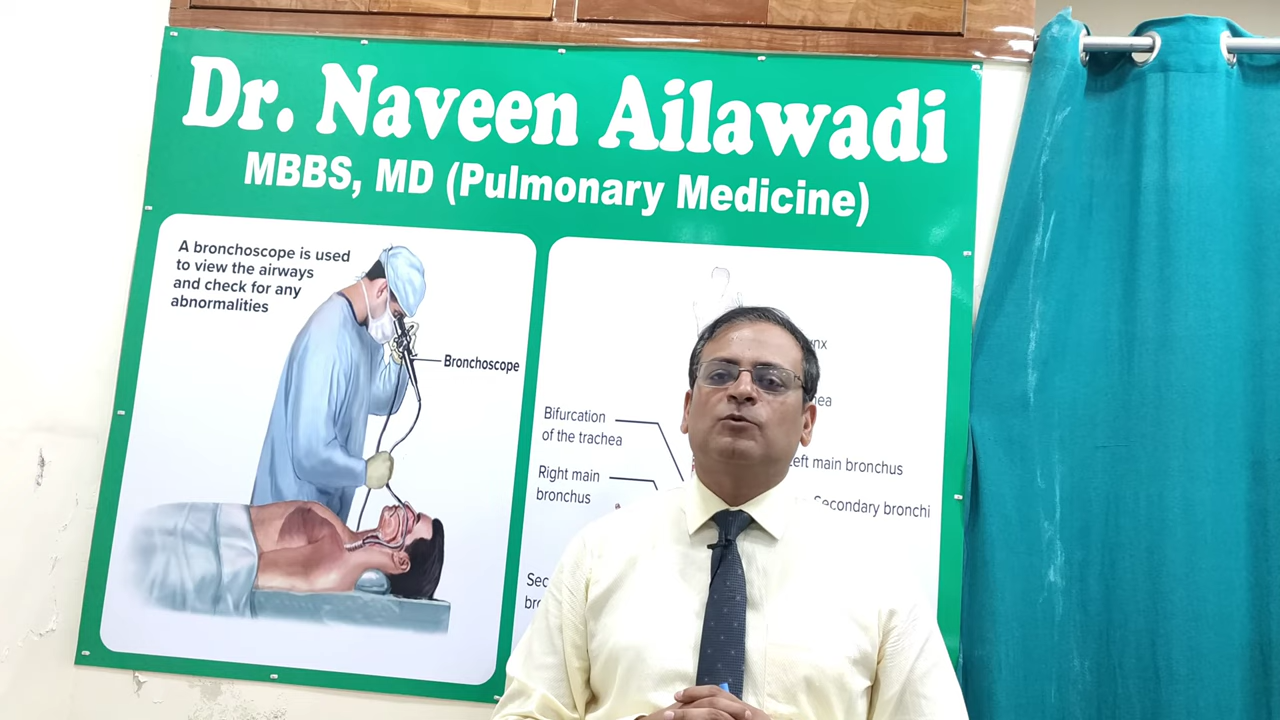 Dr. Naveen Ailawadi
MBBS, MD (Pulmonary Medicine)
A bronchoscope is used
to view the airways
and check for any
abnormalities
Bronchoscope
Bifurcation
of the trachea
Right main
bronchus
Left main bronchus
Secondary bronchi